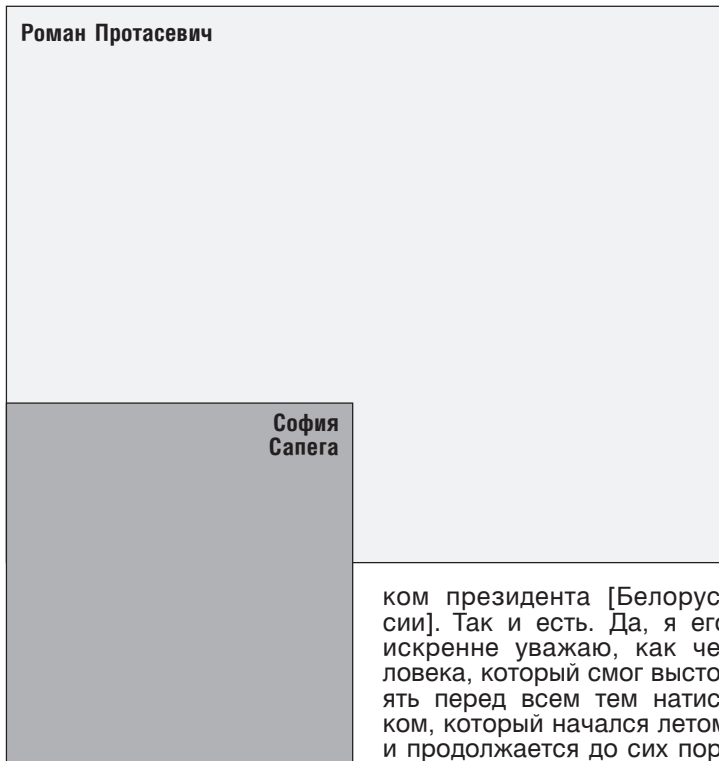 Роман Протасевич
София
Сапега
ком президента [Белорус
сии]. Так и есть. Да, я его
искренне уважаю, как че
ловека, который смог высто
ять перед всем тем натис
ком, который начался летом
и продолжается до сих пор